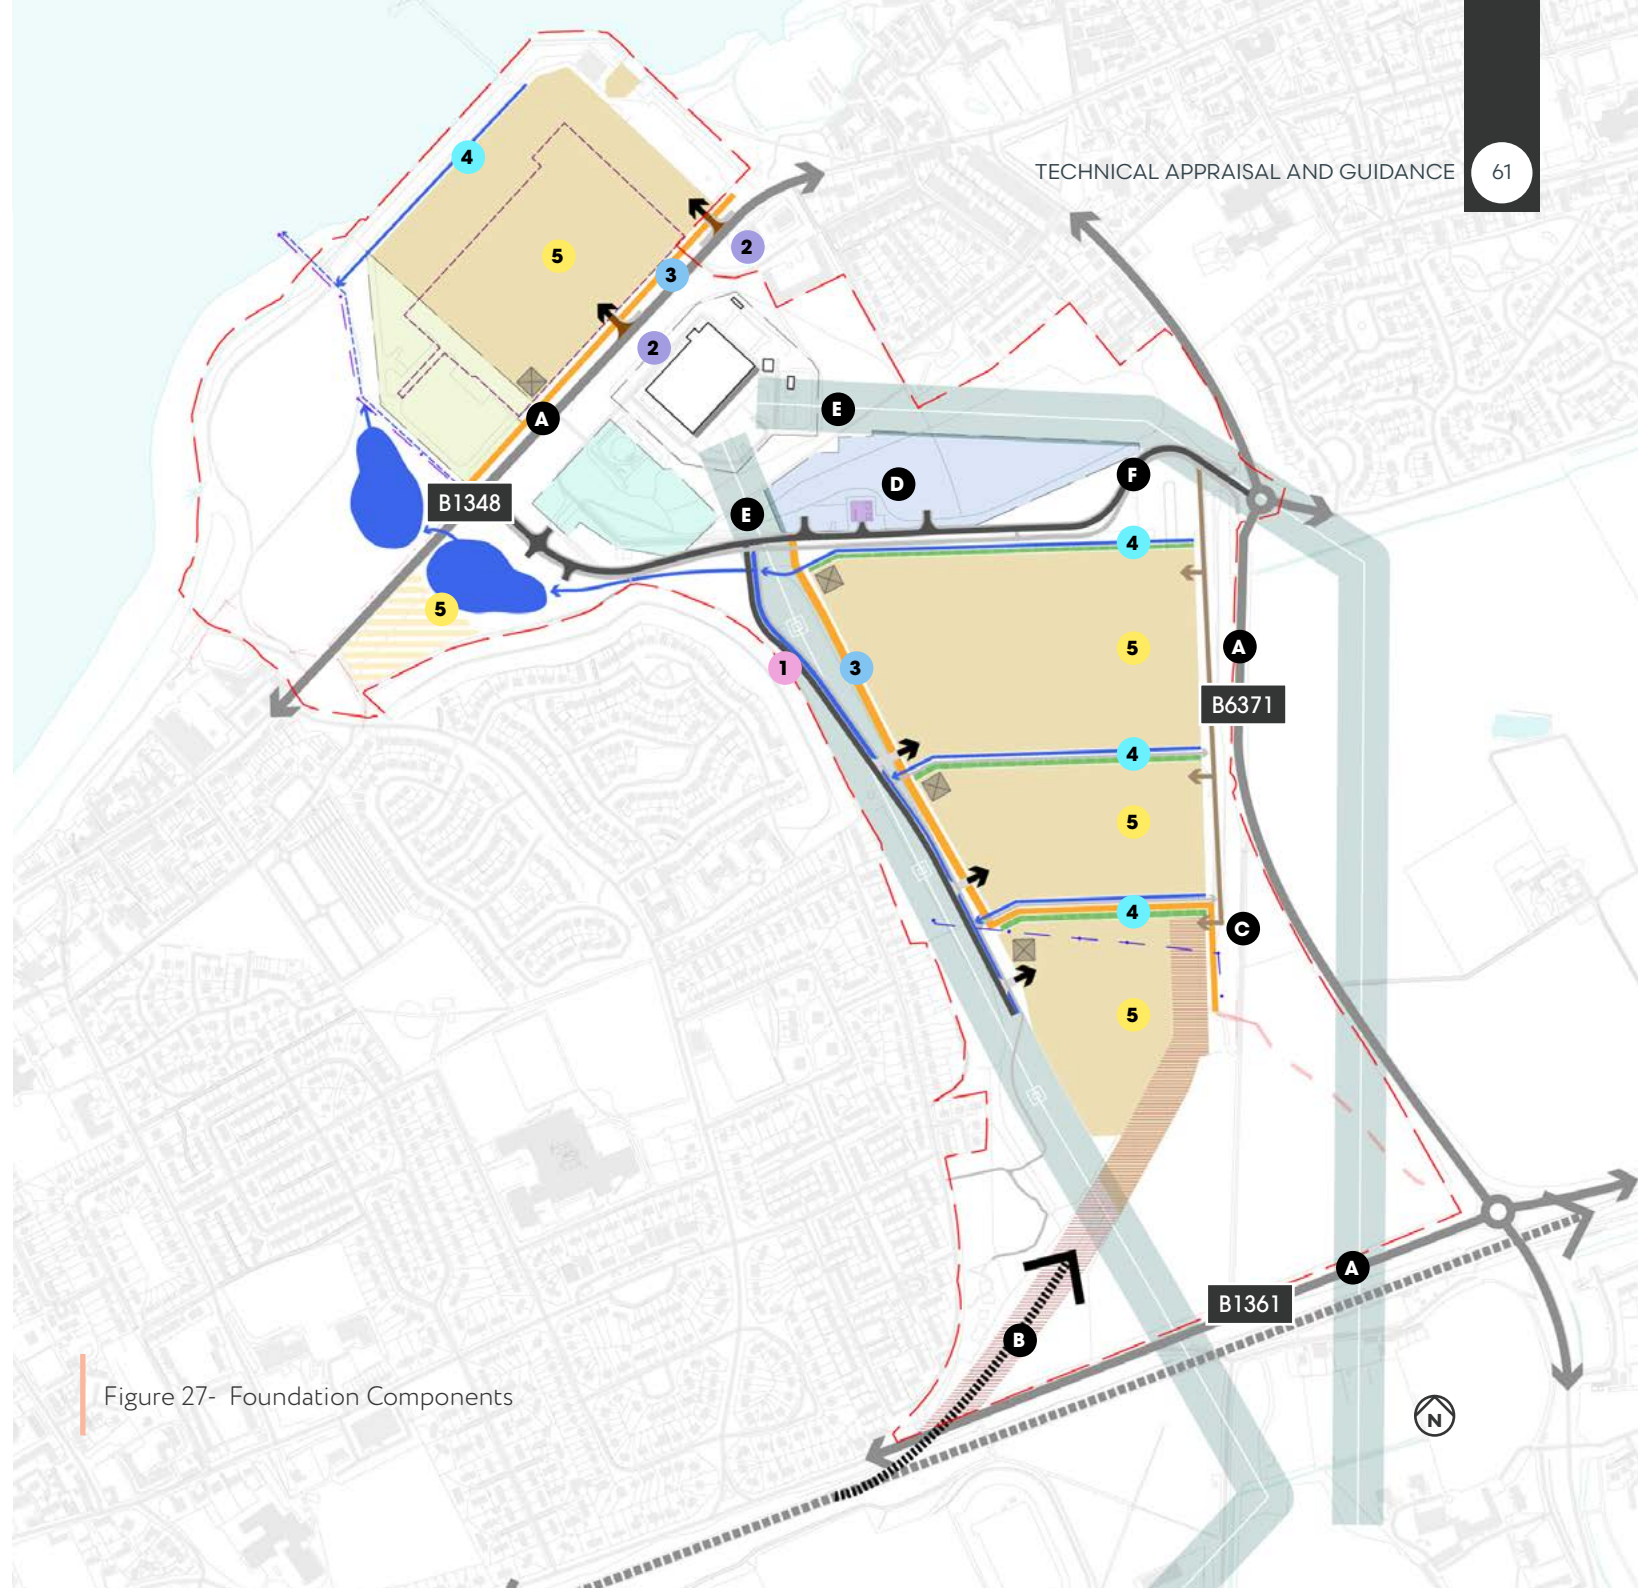 TECHNICAL APPRAISAL AND GUIDANCE 61
4
5
2
3
2
A
E
B1348
D
F
E
4
5
5
A
1
3
B6371
4
5
4
C
5
A
B1361
B
Figure 27- Foundation Components
N